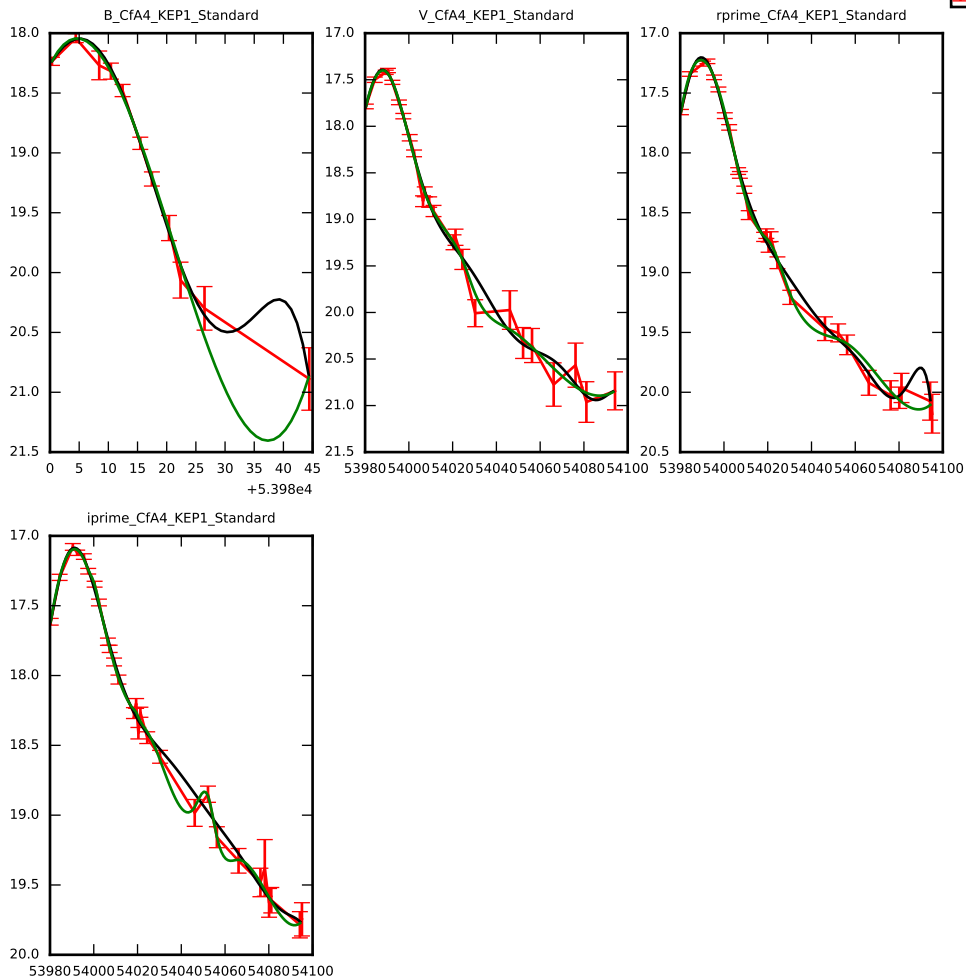 B_CfA4_KEP1_Standard V_CfA4_KEP1_Standard rprime_CfA4_KEP1_Standard
18.0 17.0 17.0
18.5 17.5 17.5
19.0 18.0 18.0
19.5 18.5 18.5
20.0 19.0 19.0
20.5 19.5 19.5
21.0 20.0 20.0
21.5 20.5 20.5
21.0
21.5
0 5 10 15 20 25 30 35 40 45 53980 54000 54020 54040 54060 54080 54100 53980 54000 54020 54040 54060 54080 54100
+5.398e4
iprime_CfA4_KEP1_Standard
17.0
17.5
18.0
18.5
19.0
19.5
20.0
53980 54000 54020 54040 54060 54080 54100